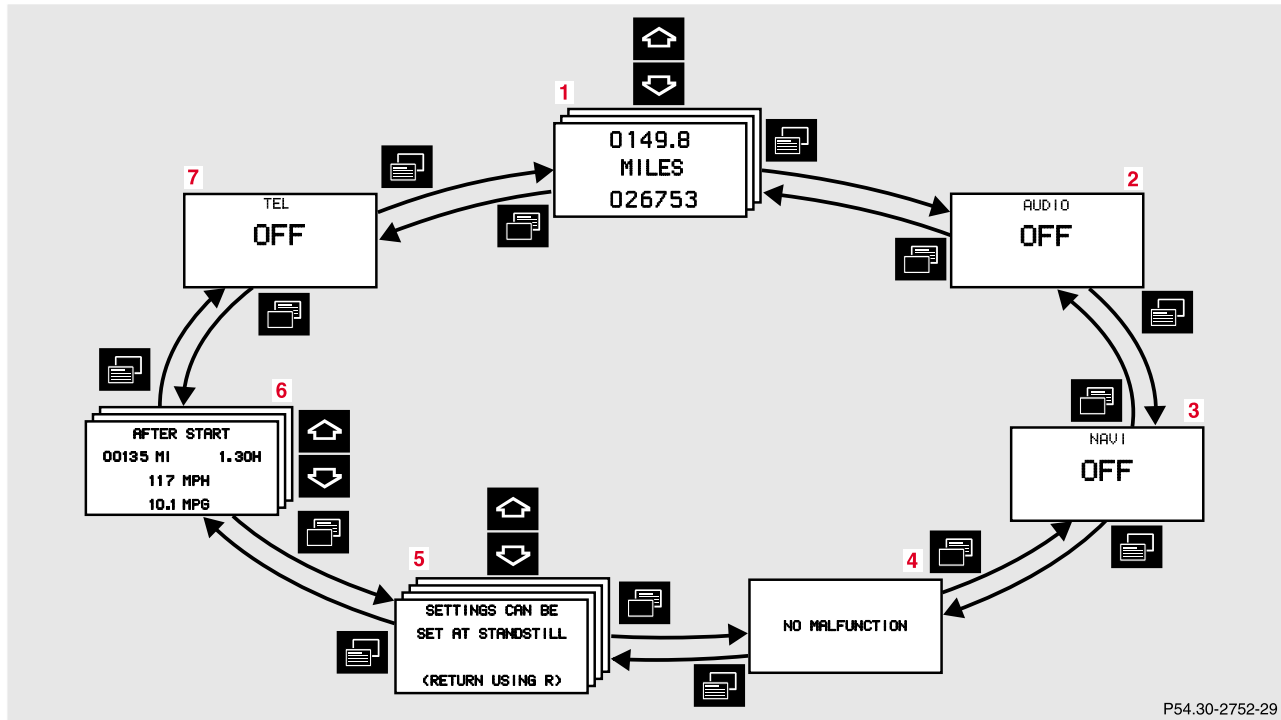 1
0149.8
MILES
026753
2
AUDIO
OFF
3
NAVI
OFF
4
NO MALFUNCTION
5
SETTINGS CAN BE
SET AT STANDSTILL
(RETURN USING R)
6
AFTER START
00135 MI 1.30H
117 MPH
10.1 MPG
7
TEL
OFF
P54.30-2752-29